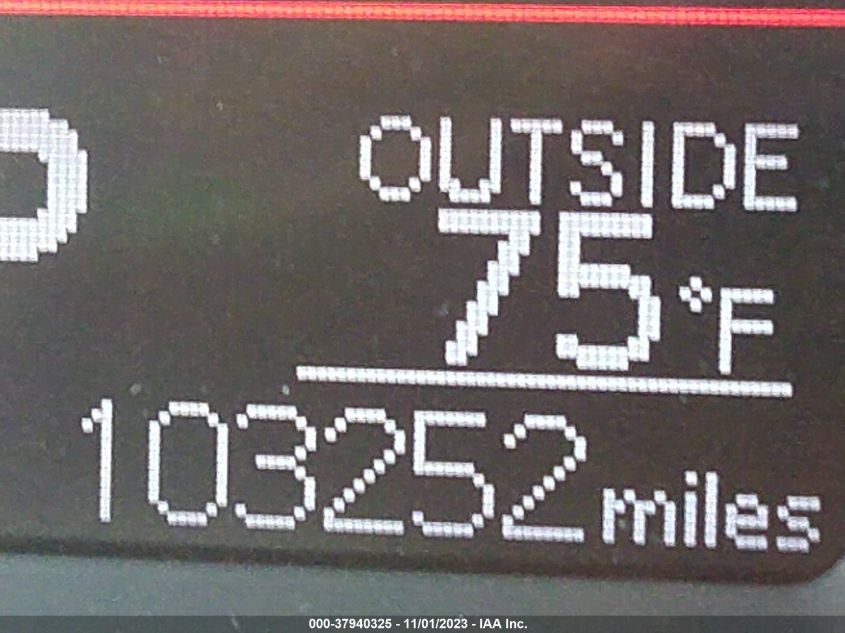 OUTSIDE
75°F
103252 miles
000-37940325 - 11/01/2023 - IAA Inc.